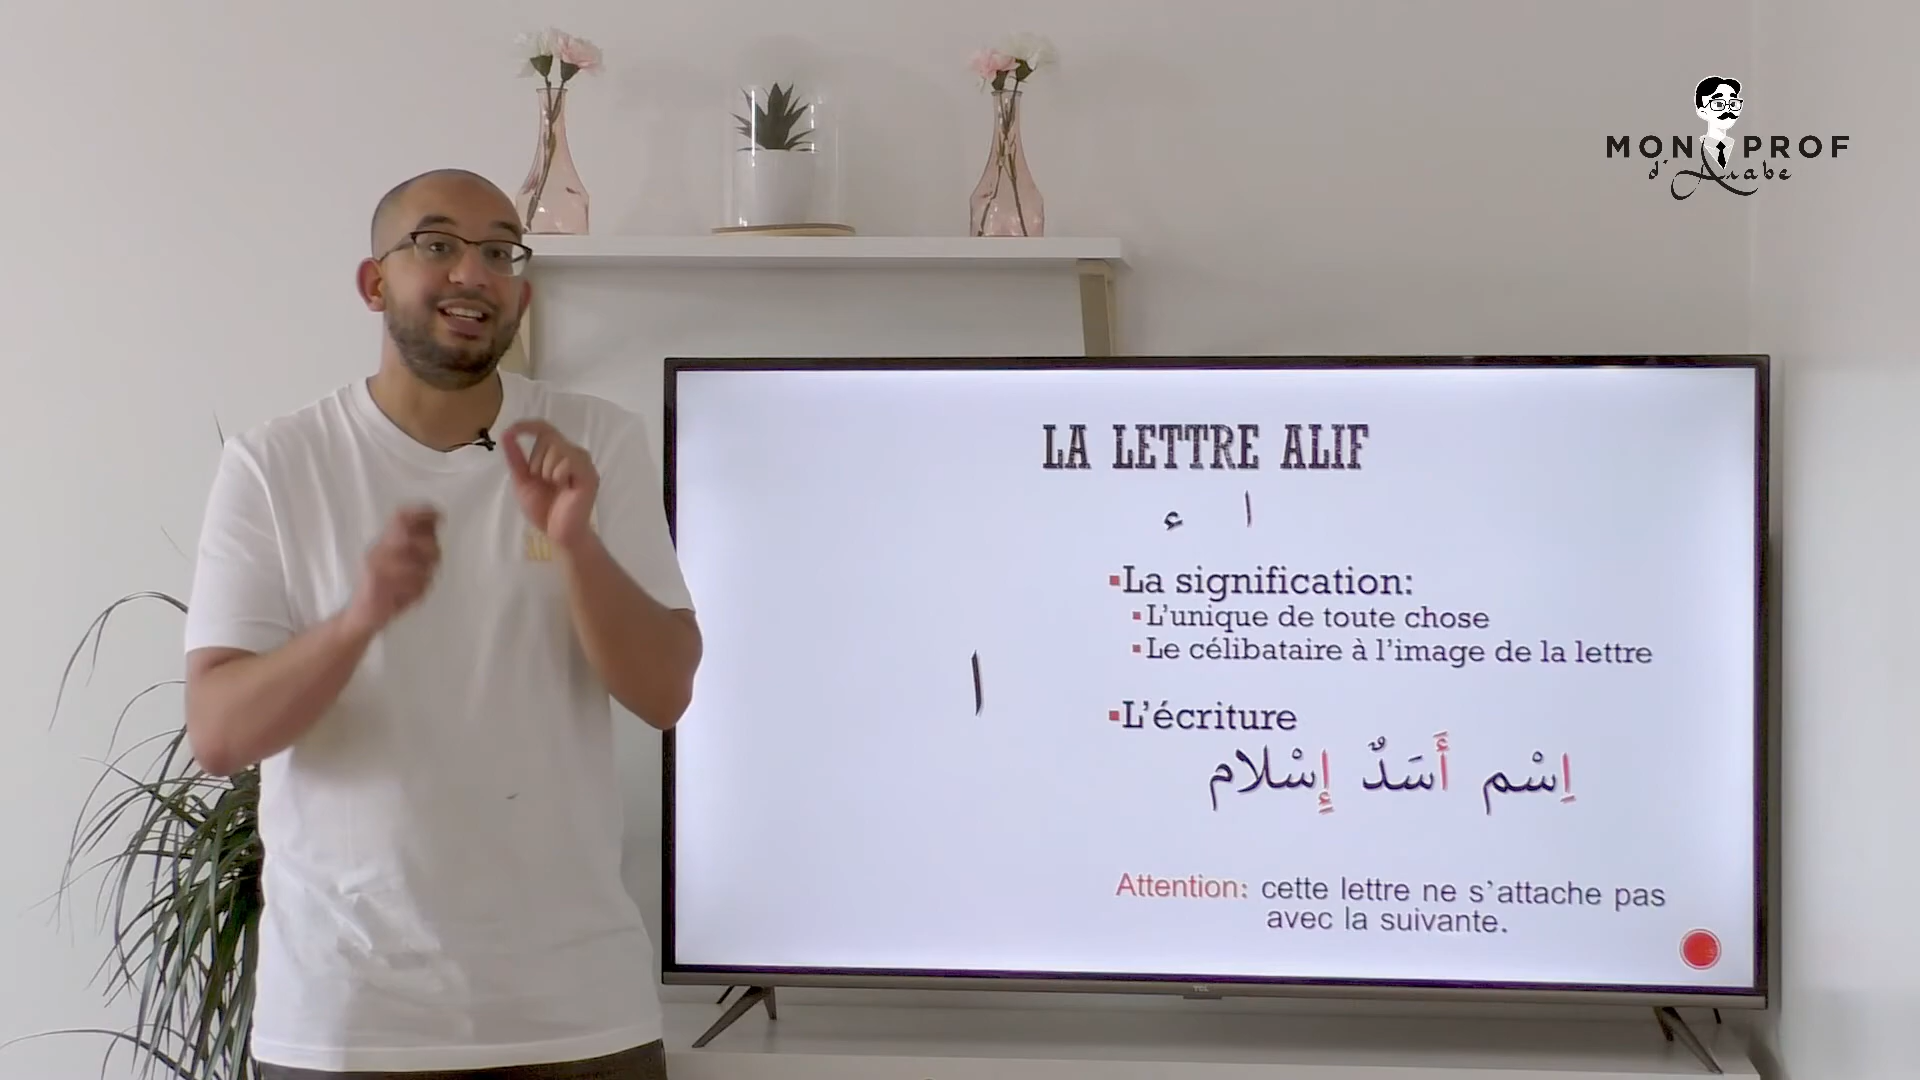 MON PROF
d'Arabe
LA LETTRE ALIF
ا ء
▪La signification:
▪L'unique de toute chose
▪Le célibataire à l'image de la lettre
ا
▪L'écriture
اِسْم أَسَدٌ إِسْلام
Attention: cette lettre ne s'attache pas
avec la suivante.
TCL